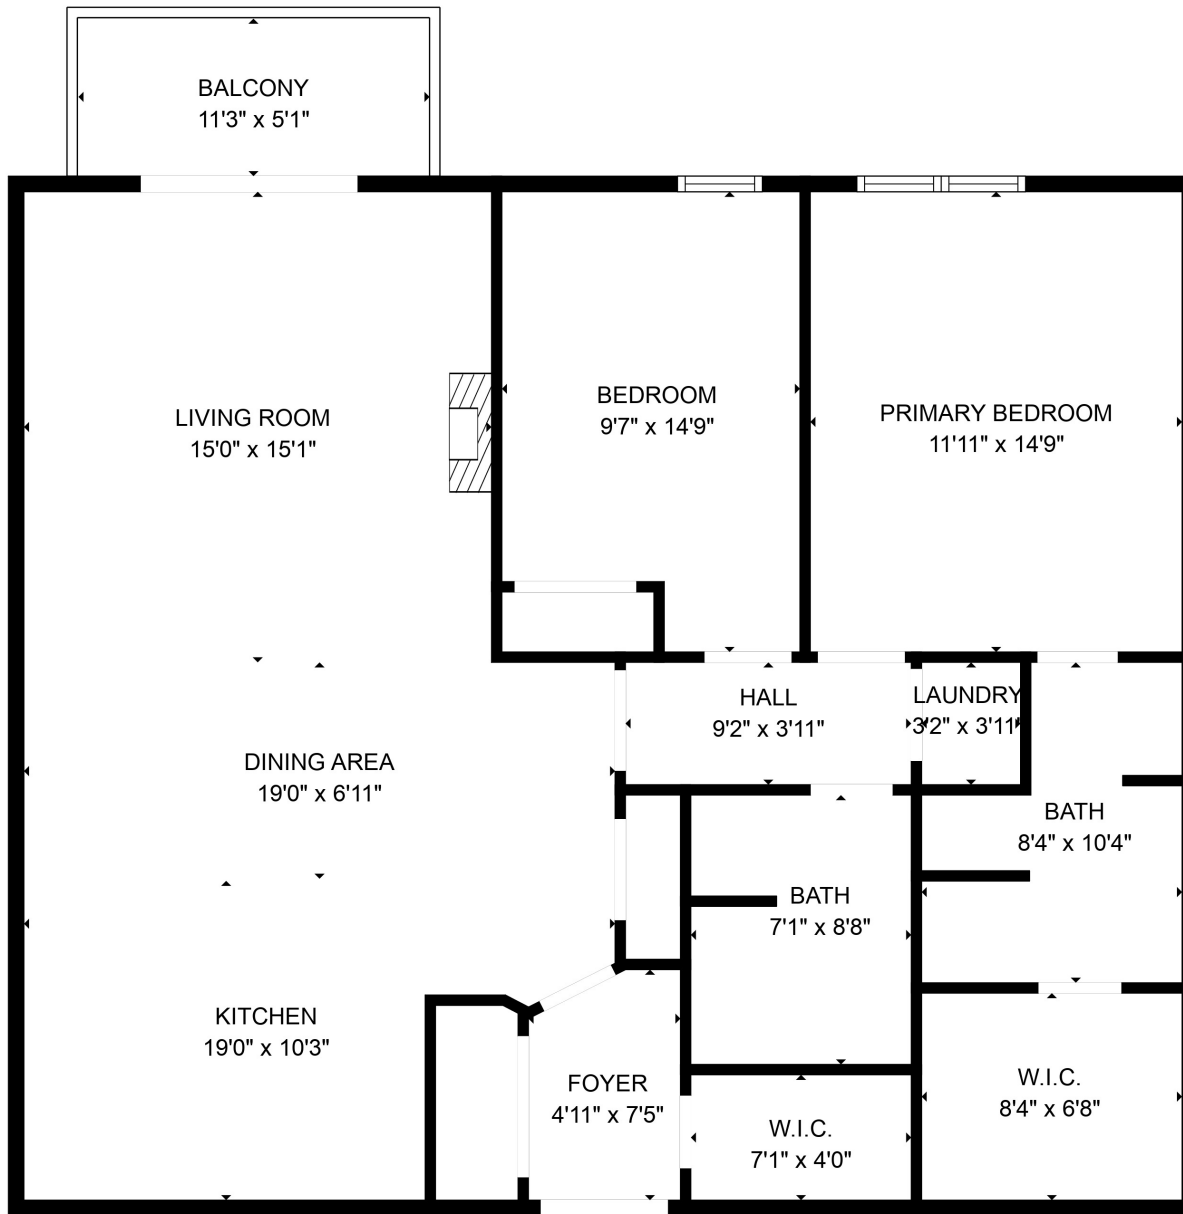 BALCONY
11'3" x 5'1"
LIVING ROOM
15'0" x 15'1"
BEDROOM
9'7" x 14'9"
PRIMARY BEDROOM
11'11" x 14'9"
HALL
9'2" x 3'11"
LAUNDRY
3'2" x 3'11"
DINING AREA
19'0" x 6'11"
BATH
8'4" x 10'4"
BATH
7'1" x 8'8"
KITCHEN
19'0" x 10'3"
FOYER
4'11" x 7'5"
W.I.C.
8'4" x 6'8"
W.I.C.
7'1" x 4'0"